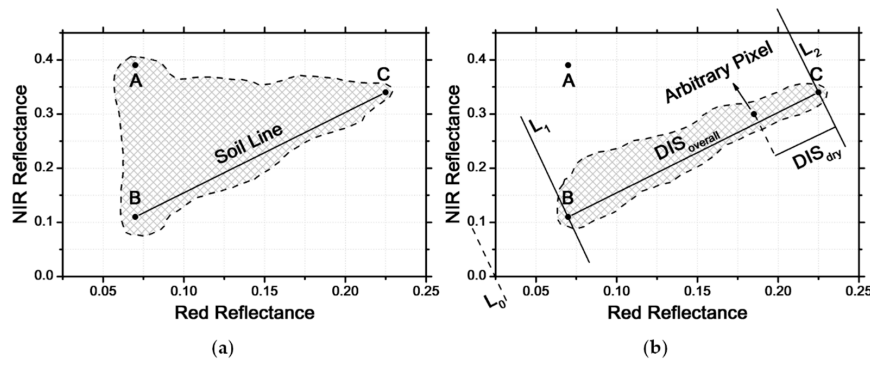 A
C
0.4
0.3
0.2
0.1
0.0
NIR Reflectance
Soil Line
B
0.05
0.10
0.15
0.20
0.25
Red Reflectance
(a)
L0
A
C
L2
Arbitrary Pixel
0.4
0.3
0.2
0.1
0.0
NIR Reflectance
L1
DISoverall
DISdry
B
0.05
0.10
0.15
0.20
0.25
Red Reflectance
(b)